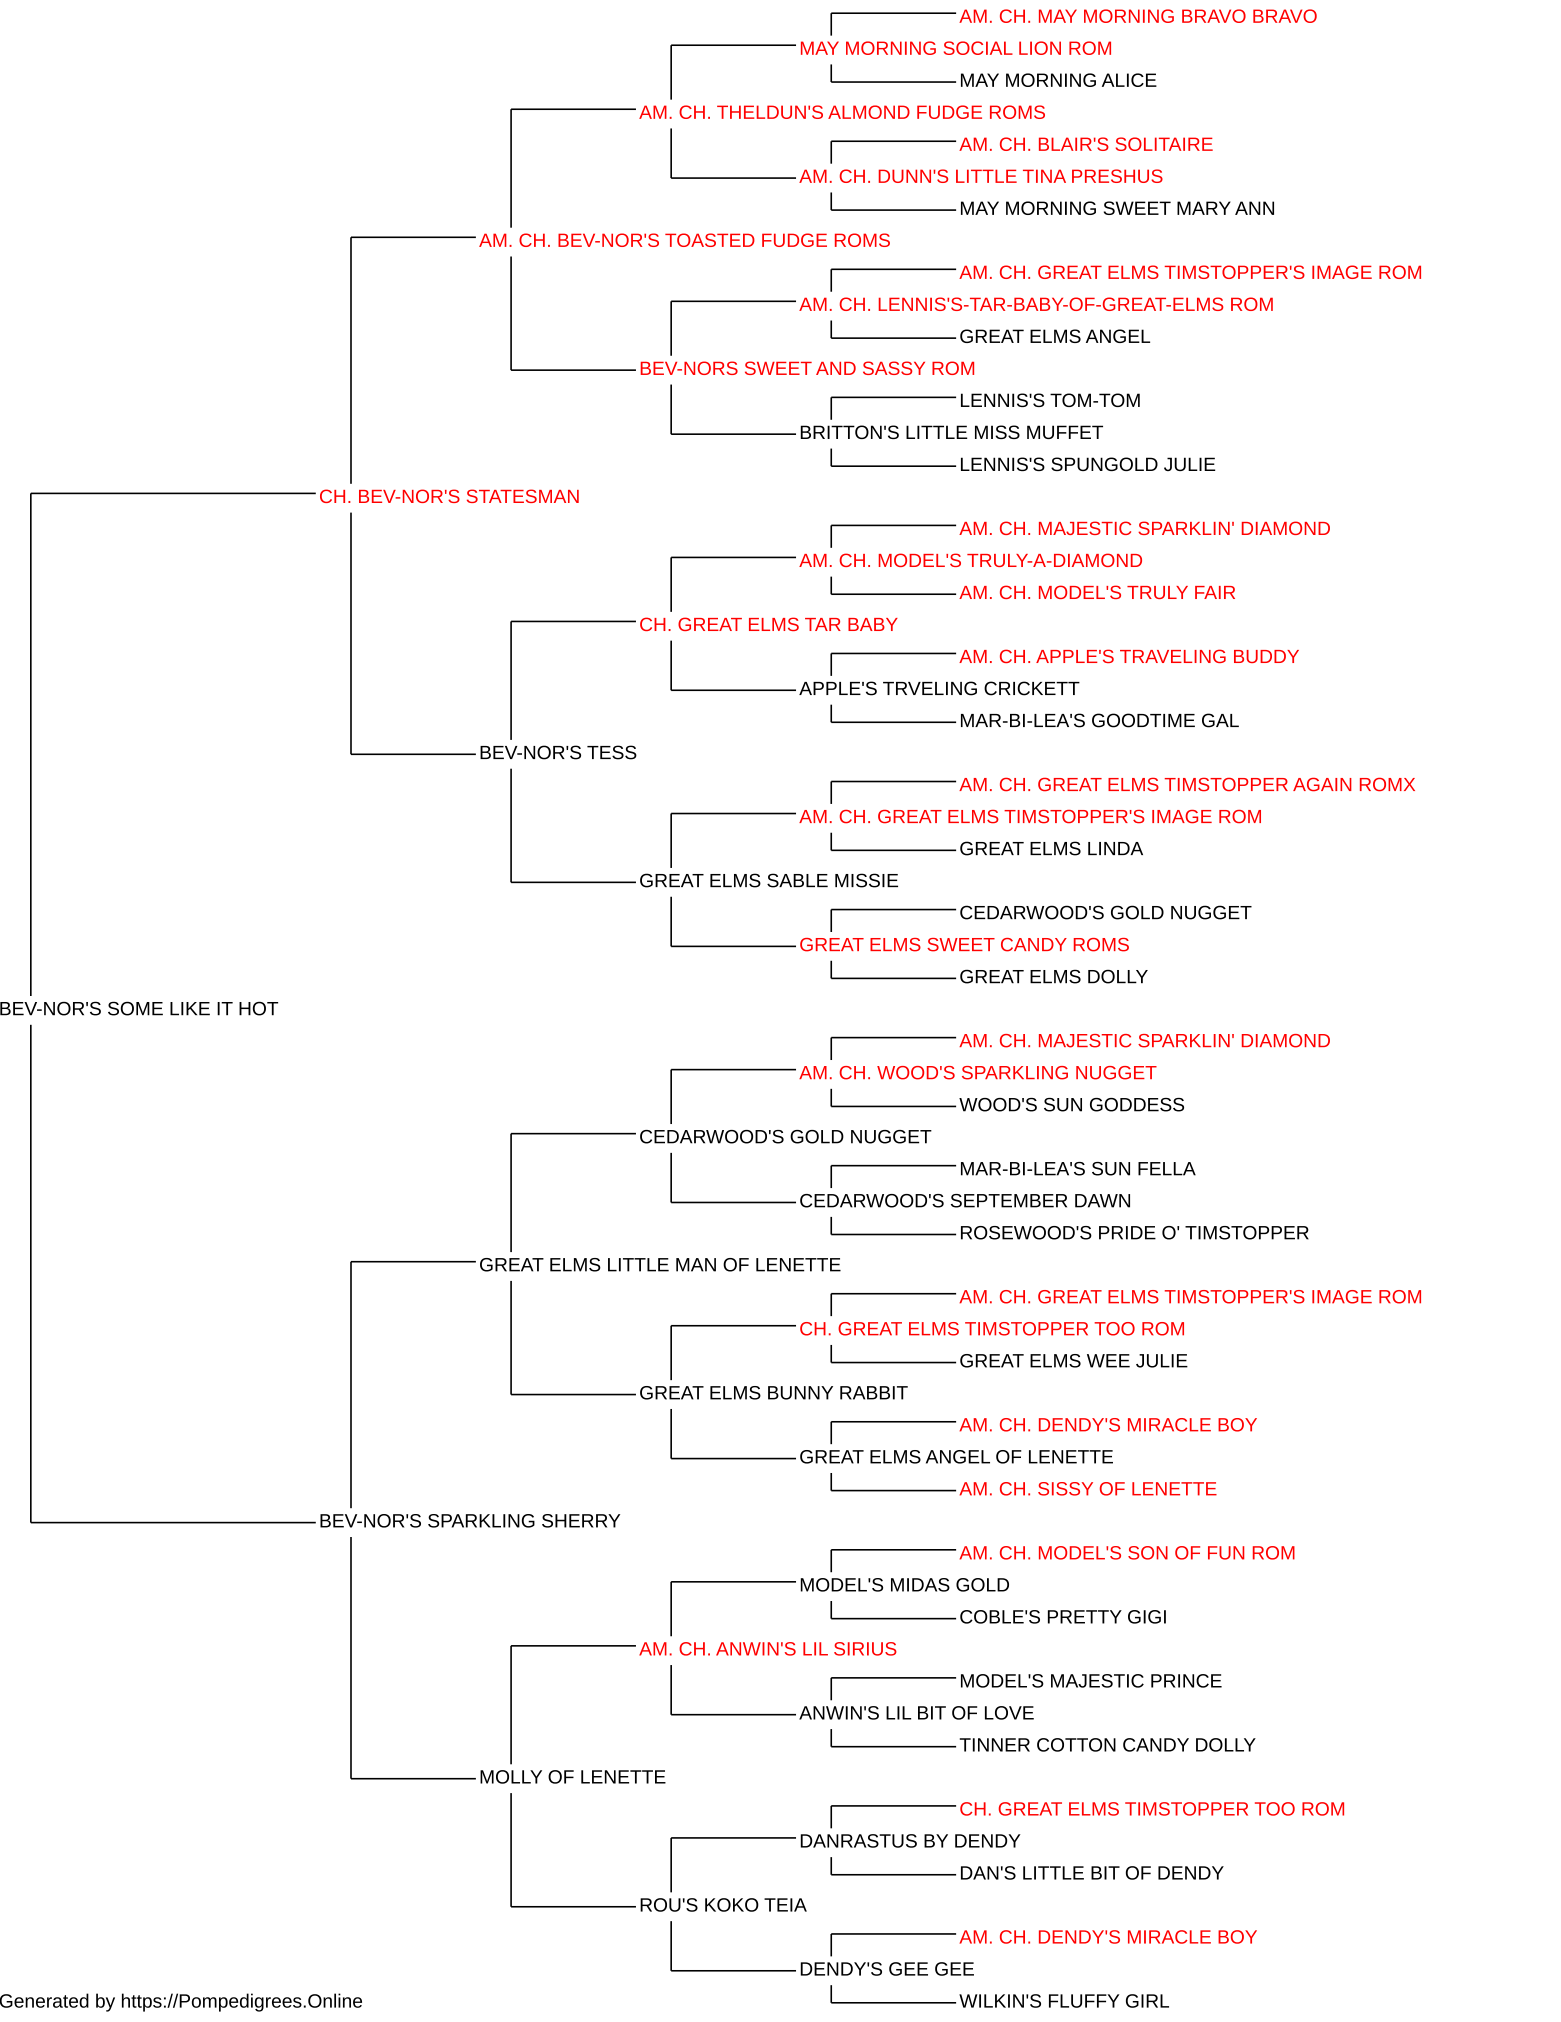 AM. CH. MAY MORNING BRAVO BRAVO
MAY MORNING SOCIAL LION ROM
MAY MORNING ALICE
AM. CH. THELDUN'S ALMOND FUDGE ROMS
AM. CH. BLAIR'S SOLITAIRE
AM. CH. DUNN'S LITTLE TINA PRESHUS
MAY MORNING SWEET MARY ANN
AM. CH. BEV-NOR'S TOASTED FUDGE ROMS
AM. CH. GREAT ELMS TIMSTOPPER'S IMAGE ROM
AM. CH. LENNIS'S-TAR-BABY-OF-GREAT-ELMS ROM
GREAT ELMS ANGEL
BEV-NORS SWEET AND SASSY ROM
LENNIS'S TOM-TOM
BRITTON'S LITTLE MISS MUFFET
LENNIS'S SPUNGOLD JULIE
CH. BEV-NOR'S STATESMAN
AM. CH. MAJESTIC SPARKLIN' DIAMOND
AM. CH. MODEL'S TRULY-A-DIAMOND
AM. CH. MODEL'S TRULY FAIR
CH. GREAT ELMS TAR BABY
AM. CH. APPLE'S TRAVELING BUDDY
APPLE'S TRVELING CRICKETT
MAR-BI-LEA'S GOODTIME GAL
BEV-NOR'S TESS
AM. CH. GREAT ELMS TIMSTOPPER AGAIN ROMX
AM. CH. GREAT ELMS TIMSTOPPER'S IMAGE ROM
GREAT ELMS LINDA
GREAT ELMS SABLE MISSIE
CEDARWOOD'S GOLD NUGGET
GREAT ELMS SWEET CANDY ROMS
GREAT ELMS DOLLY
BEV-NOR'S SOME LIKE IT HOT
AM. CH. MAJESTIC SPARKLIN' DIAMOND
AM. CH. WOOD'S SPARKLING NUGGET
WOOD'S SUN GODDESS
CEDARWOOD'S GOLD NUGGET
MAR-BI-LEA'S SUN FELLA
CEDARWOOD'S SEPTEMBER DAWN
ROSEWOOD'S PRIDE O' TIMSTOPPER
GREAT ELMS LITTLE MAN OF LENETTE
AM. CH. GREAT ELMS TIMSTOPPER'S IMAGE ROM
CH. GREAT ELMS TIMSTOPPER TOO ROM
GREAT ELMS WEE JULIE
GREAT ELMS BUNNY RABBIT
AM. CH. DENDY'S MIRACLE BOY
GREAT ELMS ANGEL OF LENETTE
AM. CH. SISSY OF LENETTE
BEV-NOR'S SPARKLING SHERRY
AM. CH. MODEL'S SON OF FUN ROM
MODEL'S MIDAS GOLD
COBLE'S PRETTY GIGI
AM. CH. ANWIN'S LIL SIRIUS
MODEL'S MAJESTIC PRINCE
ANWIN'S LIL BIT OF LOVE
TINNER COTTON CANDY DOLLY
MOLLY OF LENETTE
CH. GREAT ELMS TIMSTOPPER TOO ROM
DANRASTUS BY DENDY
DAN'S LITTLE BIT OF DENDY
ROU'S KOKO TEIA
AM. CH. DENDY'S MIRACLE BOY
DENDY'S GEE GEE
WILKIN'S FLUFFY GIRL
Generated by https://Pompedigrees.Online